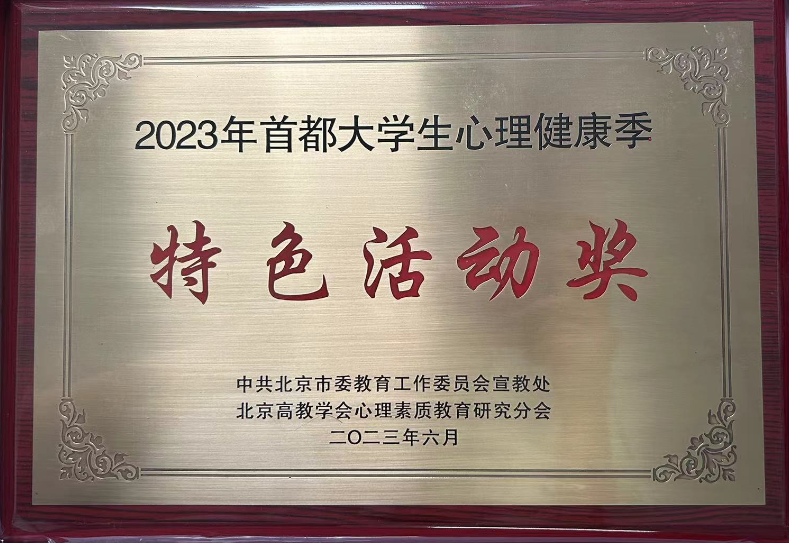 2023年首都大学生心理健康季
特色活动奖
中共北京市委教育工作委员会宣教处
北京高教学会心理素质教育研究分会
二〇二三年六月